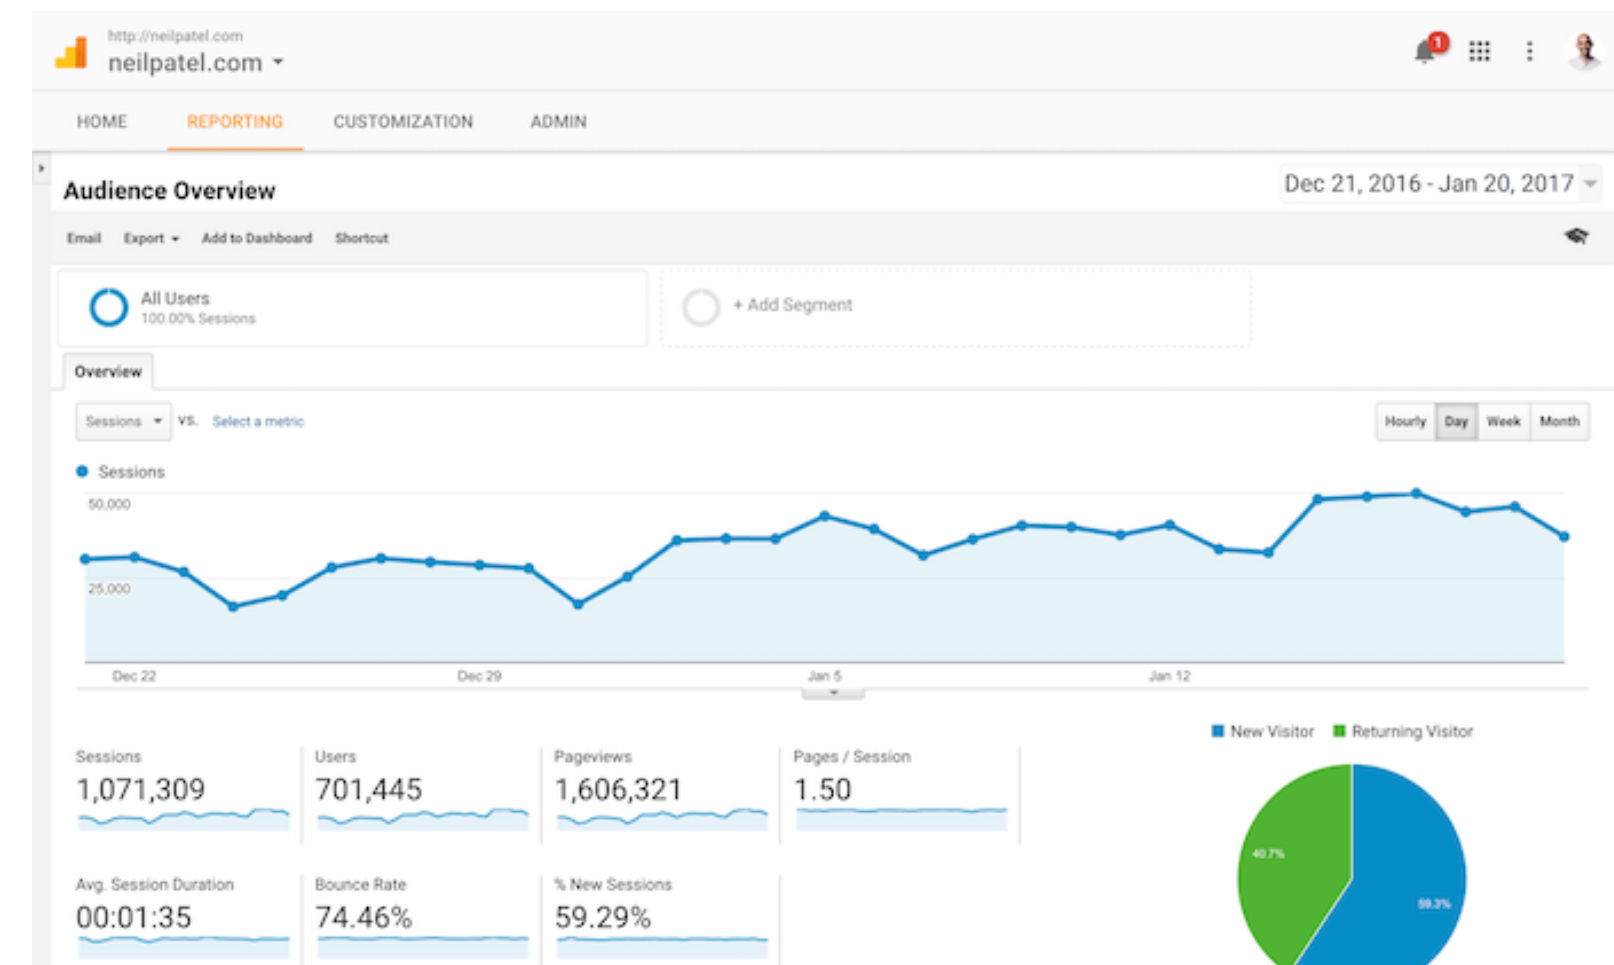 http://neilpatel.com
neilpatel.com
1
HOME REPORTING CUSTOMIZATION ADMIN
Audience Overview
Dec 21, 2016 - Jan 20, 2017
Email Export Add to Dashboard Shortcut
All Users
100.00% Sessions
+ Add Segment
Overview
Sessions VS. Select a metric
Hourly Day Week Month
Sessions
50,000
25,000
Dec 22 Dec 29 Jan 5 Jan 12
New Visitor Returning Visitor
Sessions Users Pageviews Pages / Session
1,071,309 701,445 1,606,321 1.50
40.7%
59.3%
Avg. Session Duration Bounce Rate % New Sessions
00:01:35 74.46% 59.29%